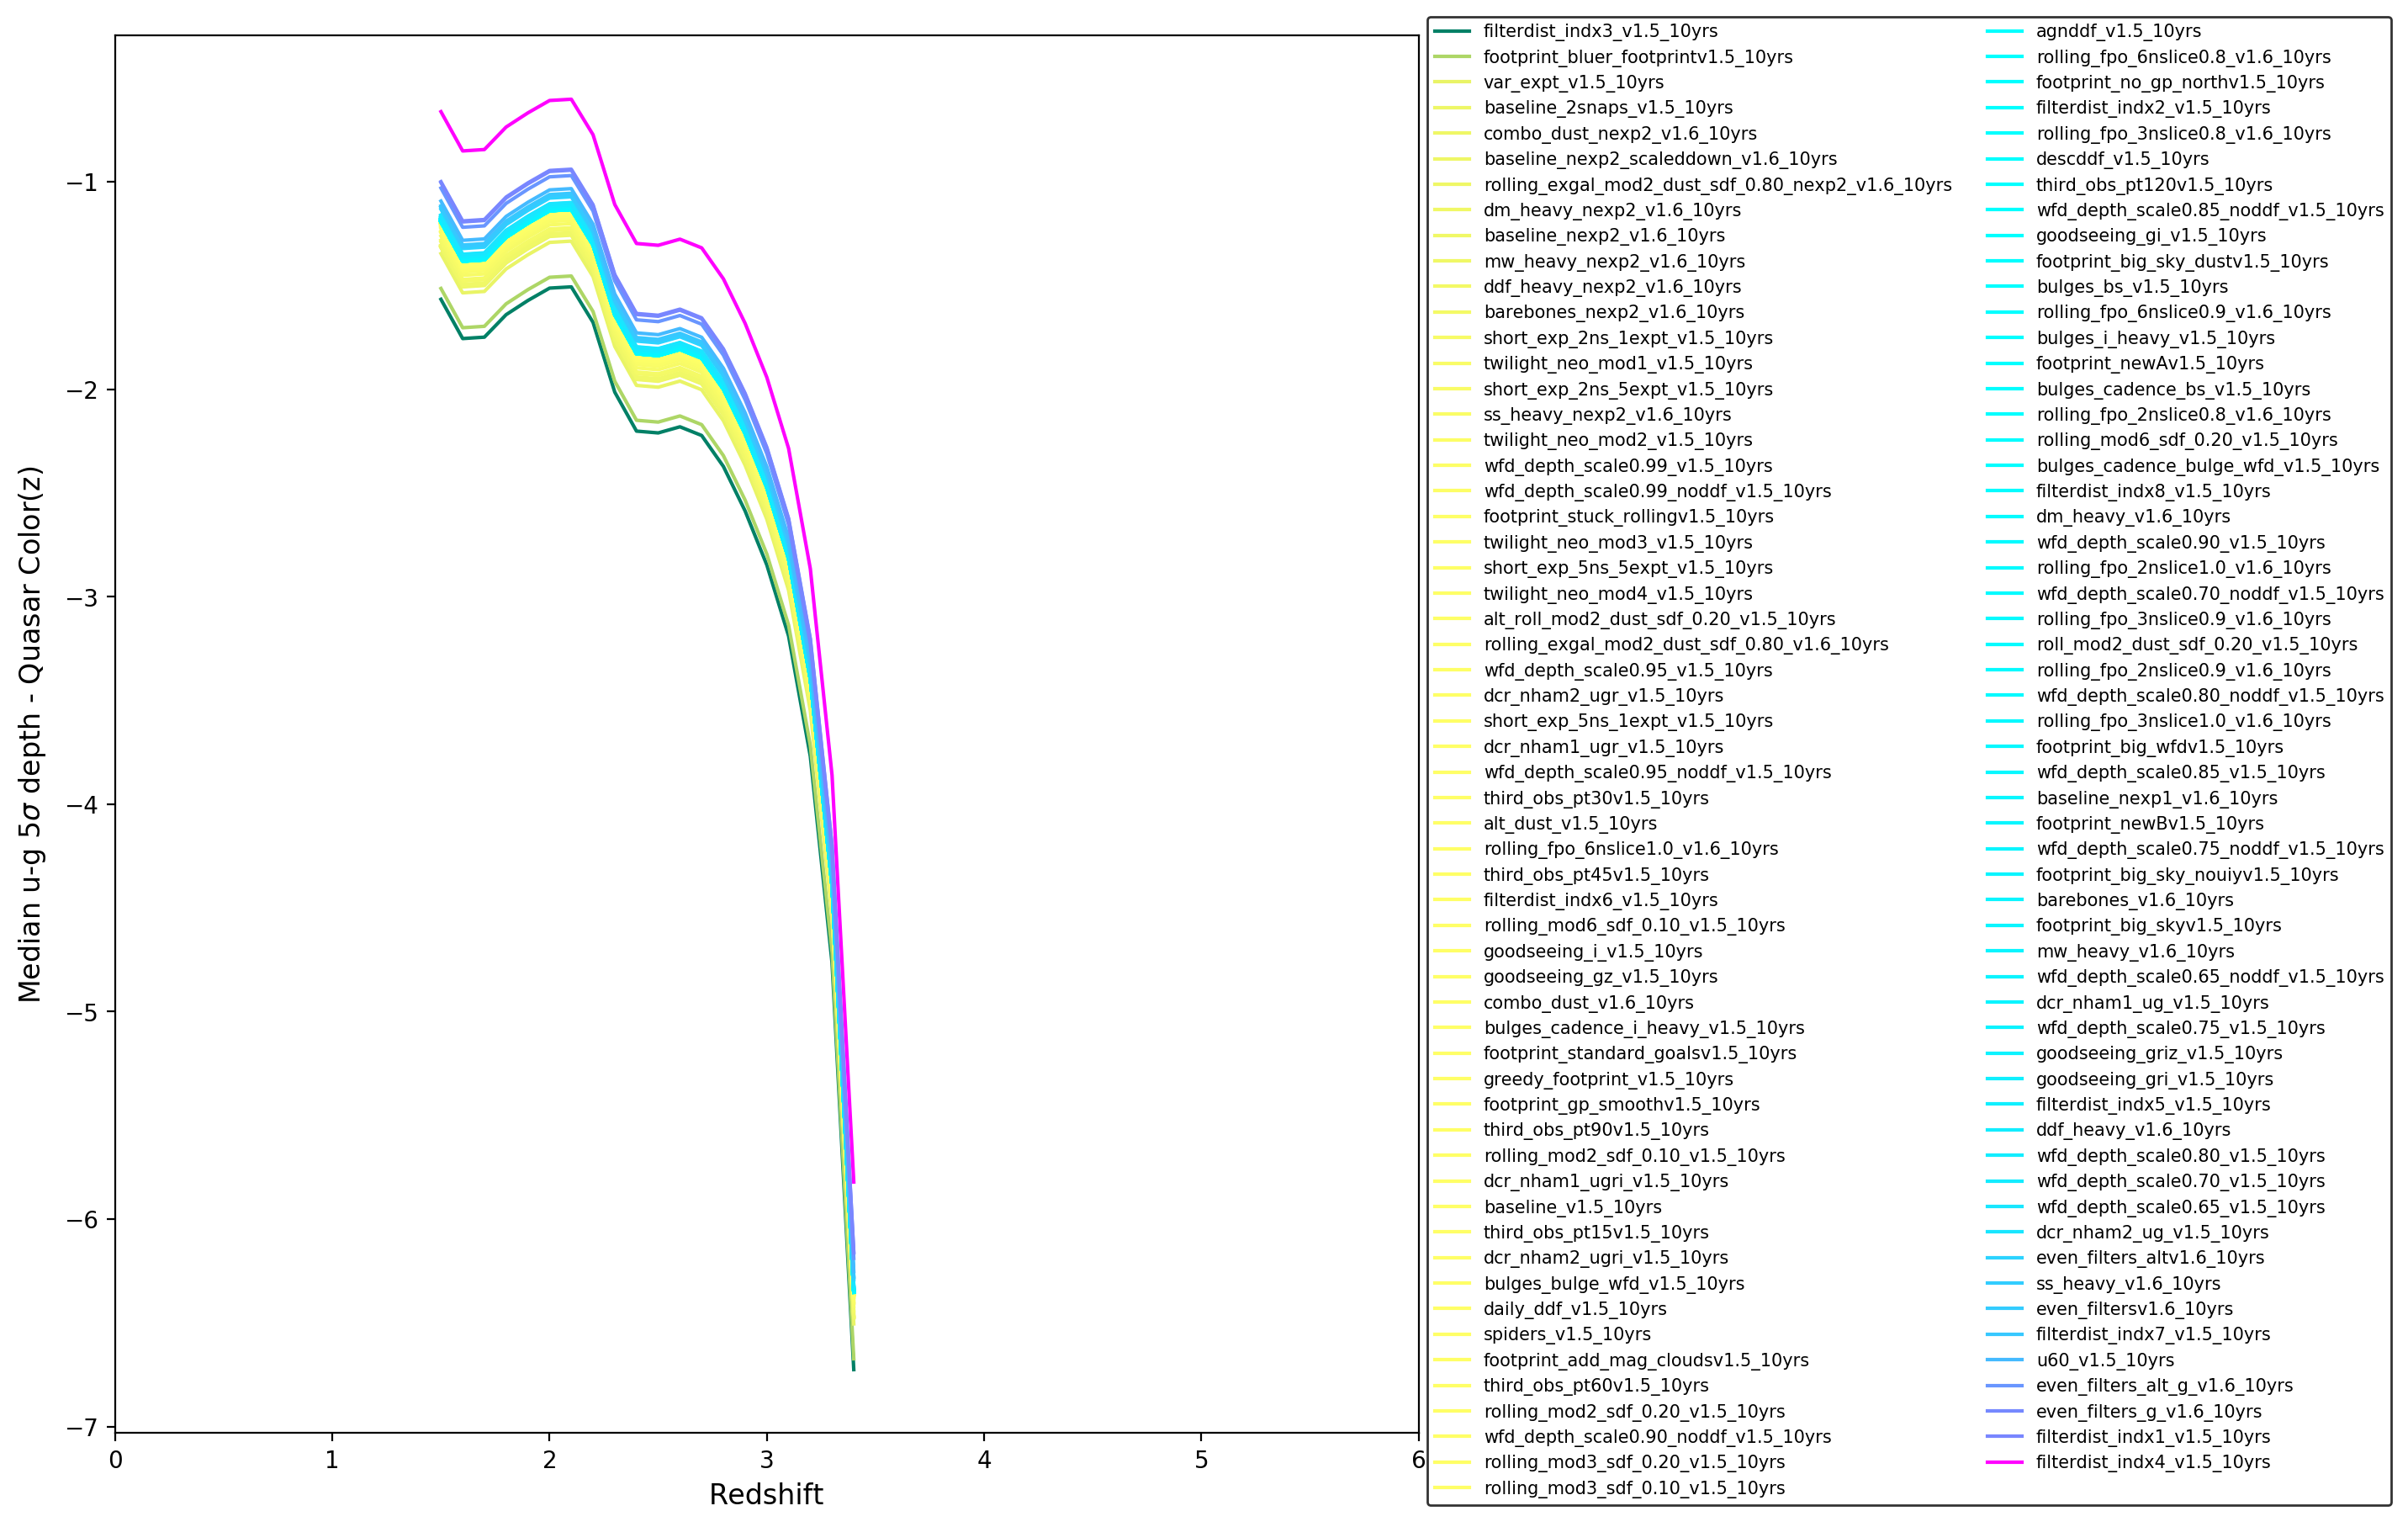 Median u-g 5σ depth - Quasar Color(z)
−1
−2
−3
−4
−5
−6
−7
0 1 2 3 4 5 6
Redshift
filterdist_indx3_v1.5_10yrs
footprint_bluer_footprintv1.5_10yrs
var_expt_v1.5_10yrs
baseline_2snaps_v1.5_10yrs
combo_dust_nexp2_v1.6_10yrs
baseline_nexp2_scaleddown_v1.6_10yrs
rolling_exgal_mod2_dust_sdf_0.80_nexp2_v1.6_10yrs
dm_heavy_nexp2_v1.6_10yrs
baseline_nexp2_v1.6_10yrs
mw_heavy_nexp2_v1.6_10yrs
ddf_heavy_nexp2_v1.6_10yrs
barebones_nexp2_v1.6_10yrs
short_exp_2ns_1expt_v1.5_10yrs
twilight_neo_mod1_v1.5_10yrs
short_exp_2ns_5expt_v1.5_10yrs
ss_heavy_nexp2_v1.6_10yrs
twilight_neo_mod2_v1.5_10yrs
wfd_depth_scale0.99_v1.5_10yrs
wfd_depth_scale0.99_noddf_v1.5_10yrs
footprint_stuck_rollingv1.5_10yrs
twilight_neo_mod3_v1.5_10yrs
short_exp_5ns_5expt_v1.5_10yrs
twilight_neo_mod4_v1.5_10yrs
alt_roll_mod2_dust_sdf_0.20_v1.5_10yrs
rolling_exgal_mod2_dust_sdf_0.80_v1.6_10yrs
wfd_depth_scale0.95_v1.5_10yrs
dcr_nham2_ugr_v1.5_10yrs
short_exp_5ns_1expt_v1.5_10yrs
dcr_nham1_ugr_v1.5_10yrs
wfd_depth_scale0.95_noddf_v1.5_10yrs
third_obs_pt30v1.5_10yrs
alt_dust_v1.5_10yrs
rolling_fpo_6nslice1.0_v1.6_10yrs
third_obs_pt45v1.5_10yrs
filterdist_indx6_v1.5_10yrs
rolling_mod6_sdf_0.10_v1.5_10yrs
goodseeing_i_v1.5_10yrs
goodseeing_gz_v1.5_10yrs
combo_dust_v1.6_10yrs
bulges_cadence_i_heavy_v1.5_10yrs
footprint_standard_goalsv1.5_10yrs
greedy_footprint_v1.5_10yrs
footprint_gp_smoothv1.5_10yrs
third_obs_pt90v1.5_10yrs
rolling_mod2_sdf_0.10_v1.5_10yrs
dcr_nham1_ugri_v1.5_10yrs
baseline_v1.5_10yrs
third_obs_pt15v1.5_10yrs
dcr_nham2_ugri_v1.5_10yrs
bulges_bulge_wfd_v1.5_10yrs
daily_ddf_v1.5_10yrs
spiders_v1.5_10yrs
footprint_add_mag_cloudsv1.5_10yrs
third_obs_pt60v1.5_10yrs
rolling_mod2_sdf_0.20_v1.5_10yrs
wfd_depth_scale0.90_noddf_v1.5_10yrs
rolling_mod3_sdf_0.20_v1.5_10yrs
rolling_mod3_sdf_0.10_v1.5_10yrs
agnddf_v1.5_10yrs
rolling_fpo_6nslice0.8_v1.6_10yrs
footprint_no_gp_northv1.5_10yrs
filterdist_indx2_v1.5_10yrs
rolling_fpo_3nslice0.8_v1.6_10yrs
descddf_v1.5_10yrs
third_obs_pt120v1.5_10yrs
wfd_depth_scale0.85_noddf_v1.5_10yrs
goodseeing_gi_v1.5_10yrs
footprint_big_sky_dustv1.5_10yrs
bulges_bs_v1.5_10yrs
rolling_fpo_6nslice0.9_v1.6_10yrs
bulges_i_heavy_v1.5_10yrs
footprint_newAv1.5_10yrs
bulges_cadence_bs_v1.5_10yrs
rolling_fpo_2nslice0.8_v1.6_10yrs
rolling_mod6_sdf_0.20_v1.5_10yrs
bulges_cadence_bulge_wfd_v1.5_10yrs
filterdist_indx8_v1.5_10yrs
dm_heavy_v1.6_10yrs
wfd_depth_scale0.90_v1.5_10yrs
rolling_fpo_2nslice1.0_v1.6_10yrs
wfd_depth_scale0.70_noddf_v1.5_10yrs
rolling_fpo_3nslice0.9_v1.6_10yrs
roll_mod2_dust_sdf_0.20_v1.5_10yrs
rolling_fpo_2nslice0.9_v1.6_10yrs
wfd_depth_scale0.80_noddf_v1.5_10yrs
rolling_fpo_3nslice1.0_v1.6_10yrs
footprint_big_wfdv1.5_10yrs
wfd_depth_scale0.85_v1.5_10yrs
baseline_nexp1_v1.6_10yrs
footprint_newBv1.5_10yrs
wfd_depth_scale0.75_noddf_v1.5_10yrs
footprint_big_sky_nouiyv1.5_10yrs
barebones_v1.6_10yrs
footprint_big_skyv1.5_10yrs
mw_heavy_v1.6_10yrs
wfd_depth_scale0.65_noddf_v1.5_10yrs
dcr_nham1_ug_v1.5_10yrs
wfd_depth_scale0.75_v1.5_10yrs
goodseeing_griz_v1.5_10yrs
goodseeing_gri_v1.5_10yrs
filterdist_indx5_v1.5_10yrs
ddf_heavy_v1.6_10yrs
wfd_depth_scale0.80_v1.5_10yrs
wfd_depth_scale0.70_v1.5_10yrs
wfd_depth_scale0.65_v1.5_10yrs
dcr_nham2_ug_v1.5_10yrs
even_filters_altv1.6_10yrs
ss_heavy_v1.6_10yrs
even_filtersv1.6_10yrs
filterdist_indx7_v1.5_10yrs
u60_v1.5_10yrs
even_filters_alt_g_v1.6_10yrs
even_filters_g_v1.6_10yrs
filterdist_indx1_v1.5_10yrs
filterdist_indx4_v1.5_10yrs